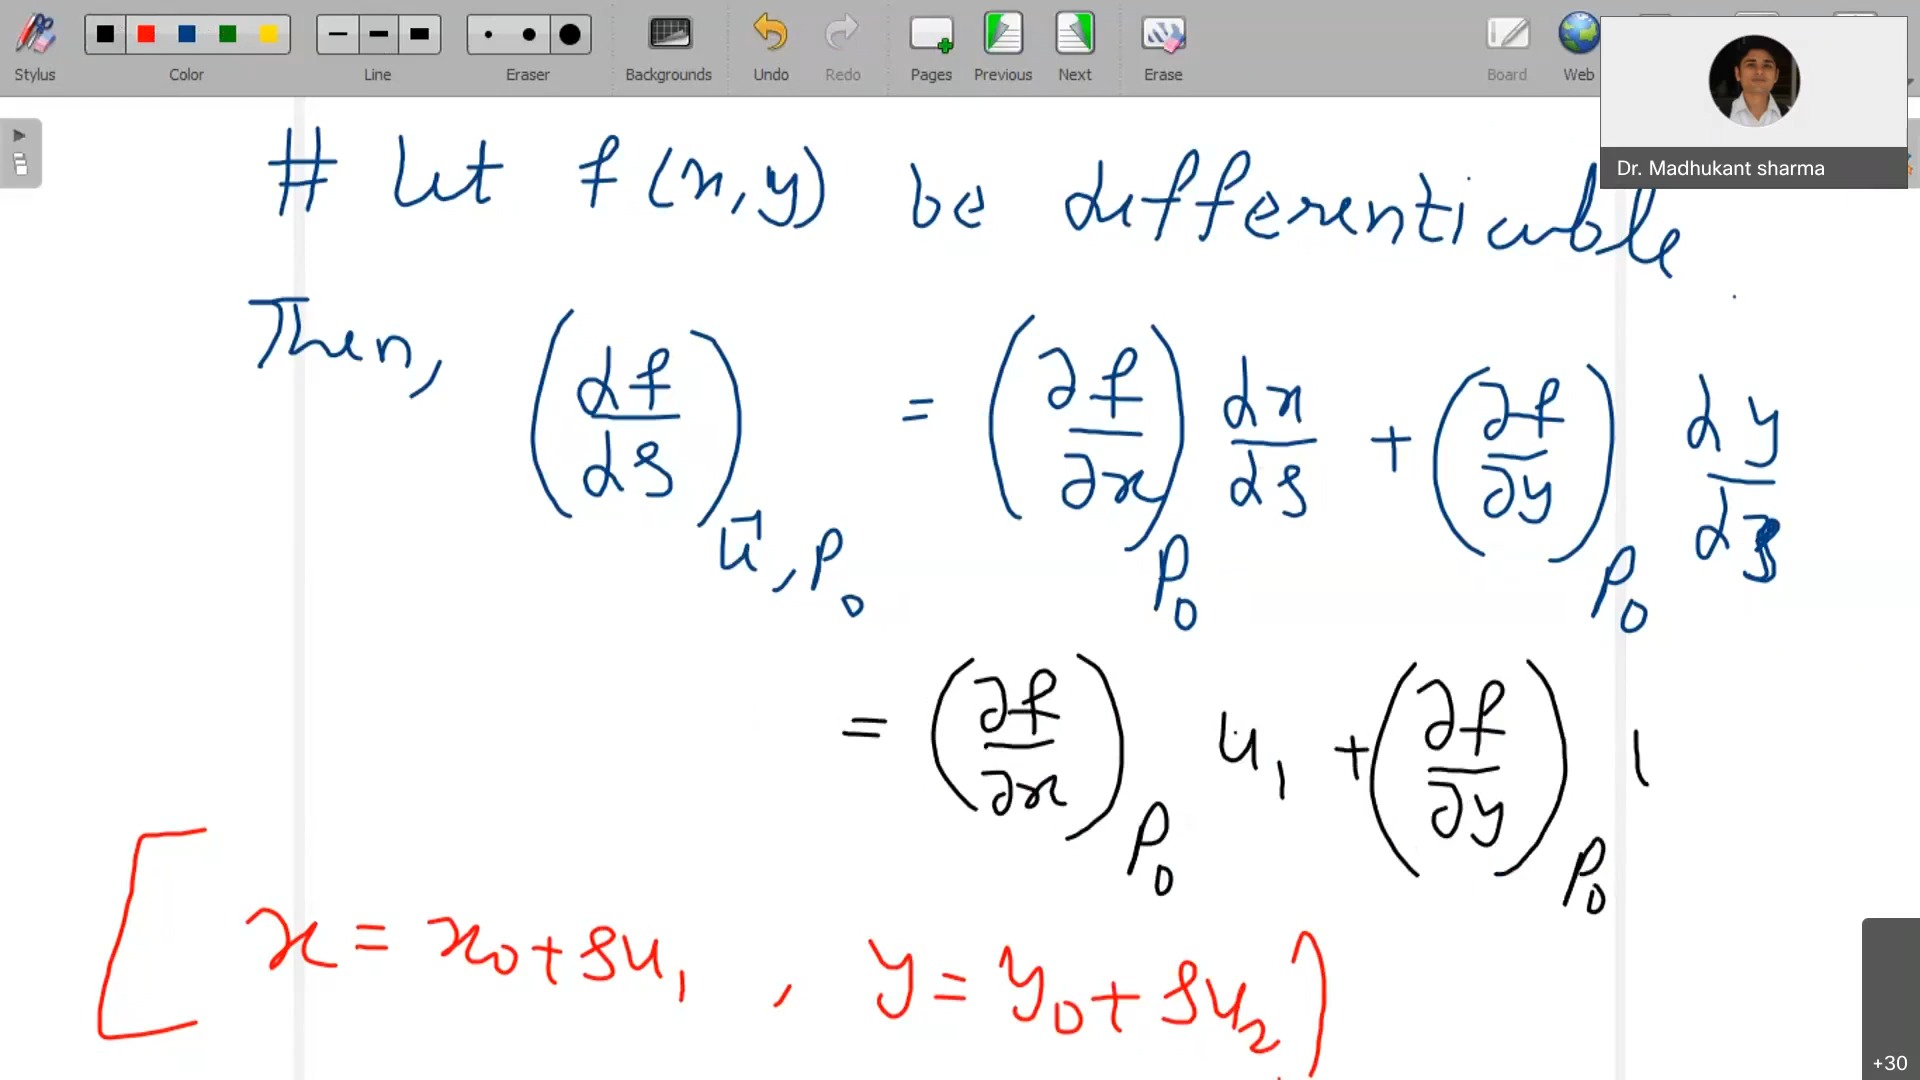 Stylus Color Line Eraser Backgrounds Undo Redo Pages Previous Next Erase Board Web
Dr. Madhukant sharma
# Let f(x,y) be differentiable.
Then, (df/ds)_{u⃗,P₀} = (∂f/∂x)_{P₀} dx/ds + (∂f/∂y)_{P₀} dy/ds
= (∂f/∂x)_{P₀} u₁ + (∂f/∂y)_{P₀} l
[x = x₀ + su₁ , y = y₀ + su₂]
+30